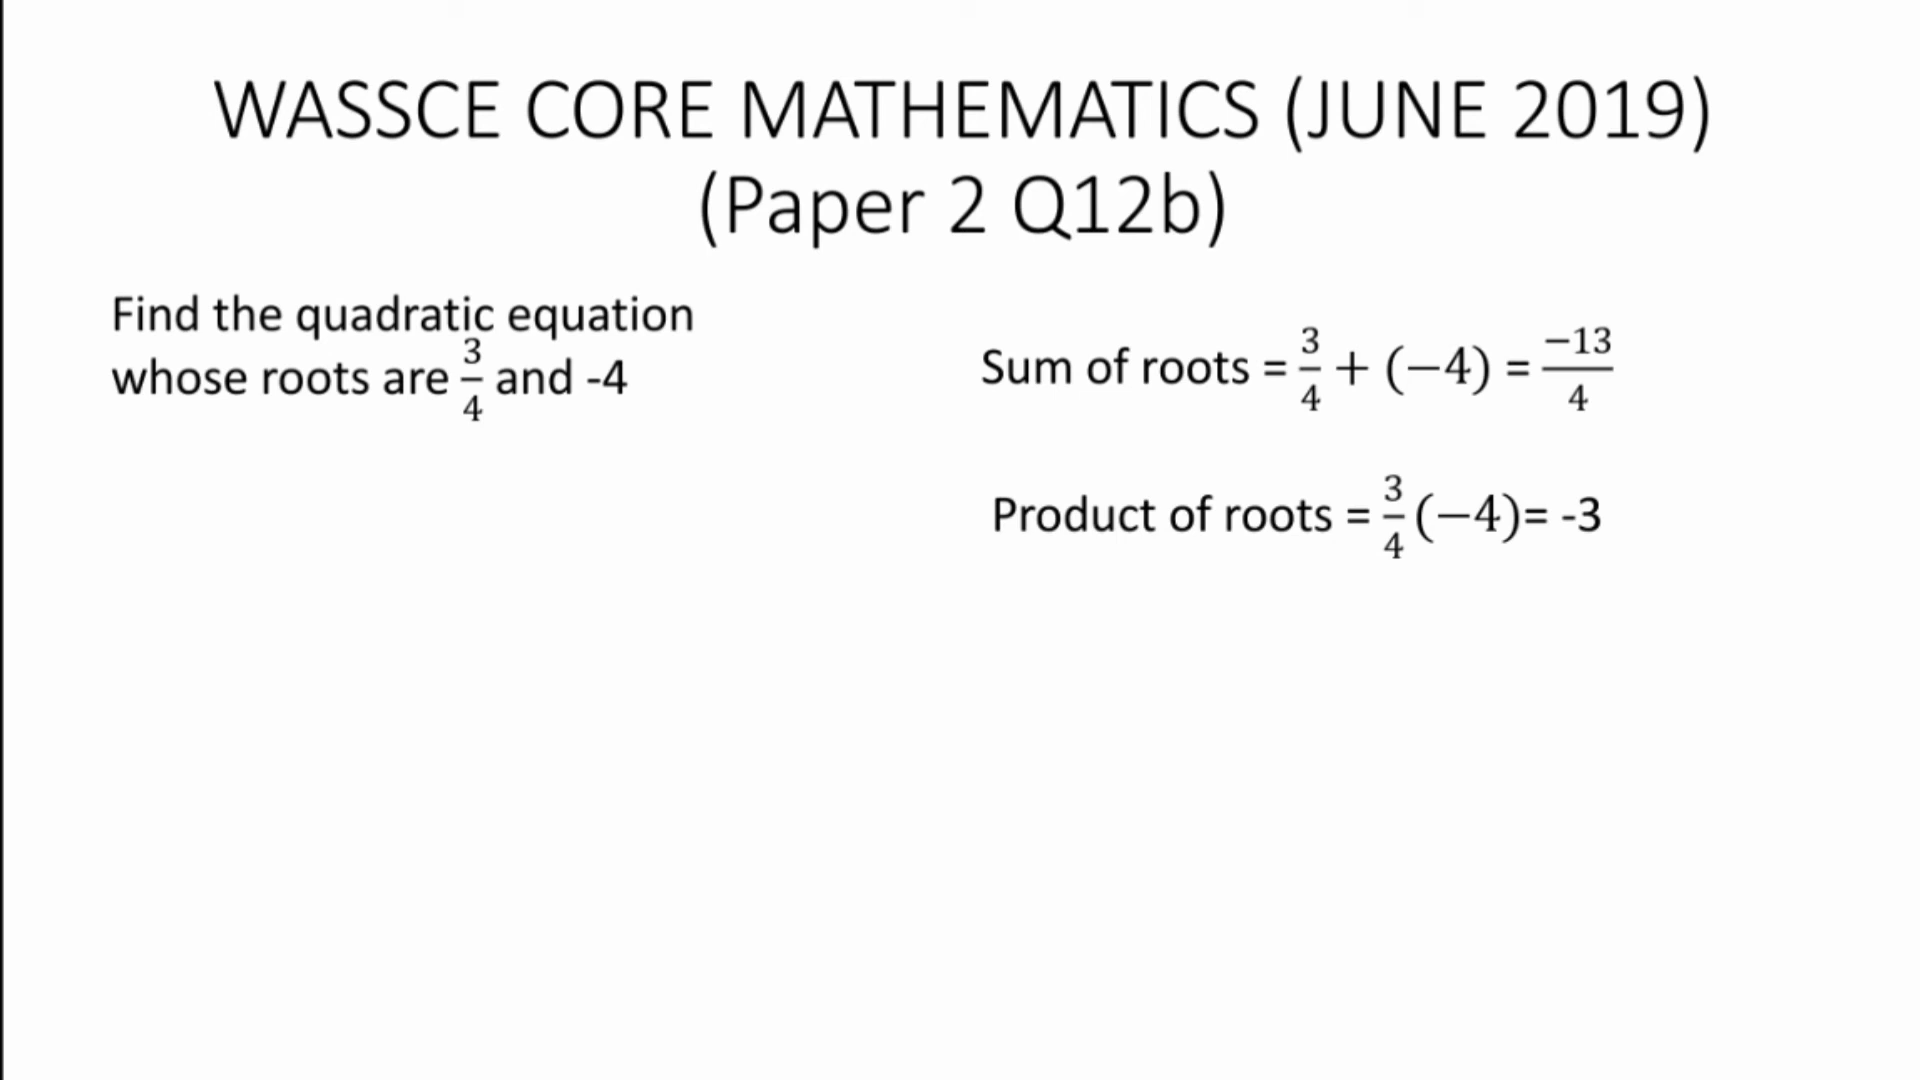 WASSCE CORE MATHEMATICS (JUNE 2019)
(Paper 2 Q12b)
Find the quadratic equation
whose roots are 3/4 and -4
Sum of roots = 3/4 + (−4) = −13/4
Product of roots = 3/4 (−4)= -3